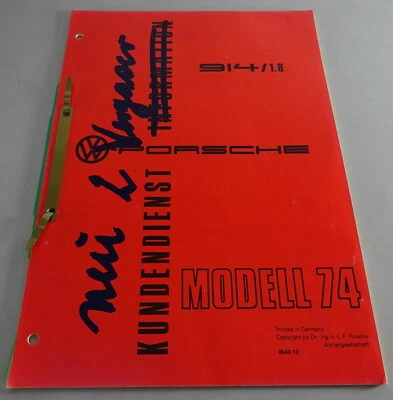 914/1.8
PORSCHE
KUNDENDIENST INFORMATION
neu 2 Vergaser
MODELL 74
Printed in Germany
Copyright by Dr.-Ing. h. c. F. Porsche
Aktiengesellschaft
4546.10